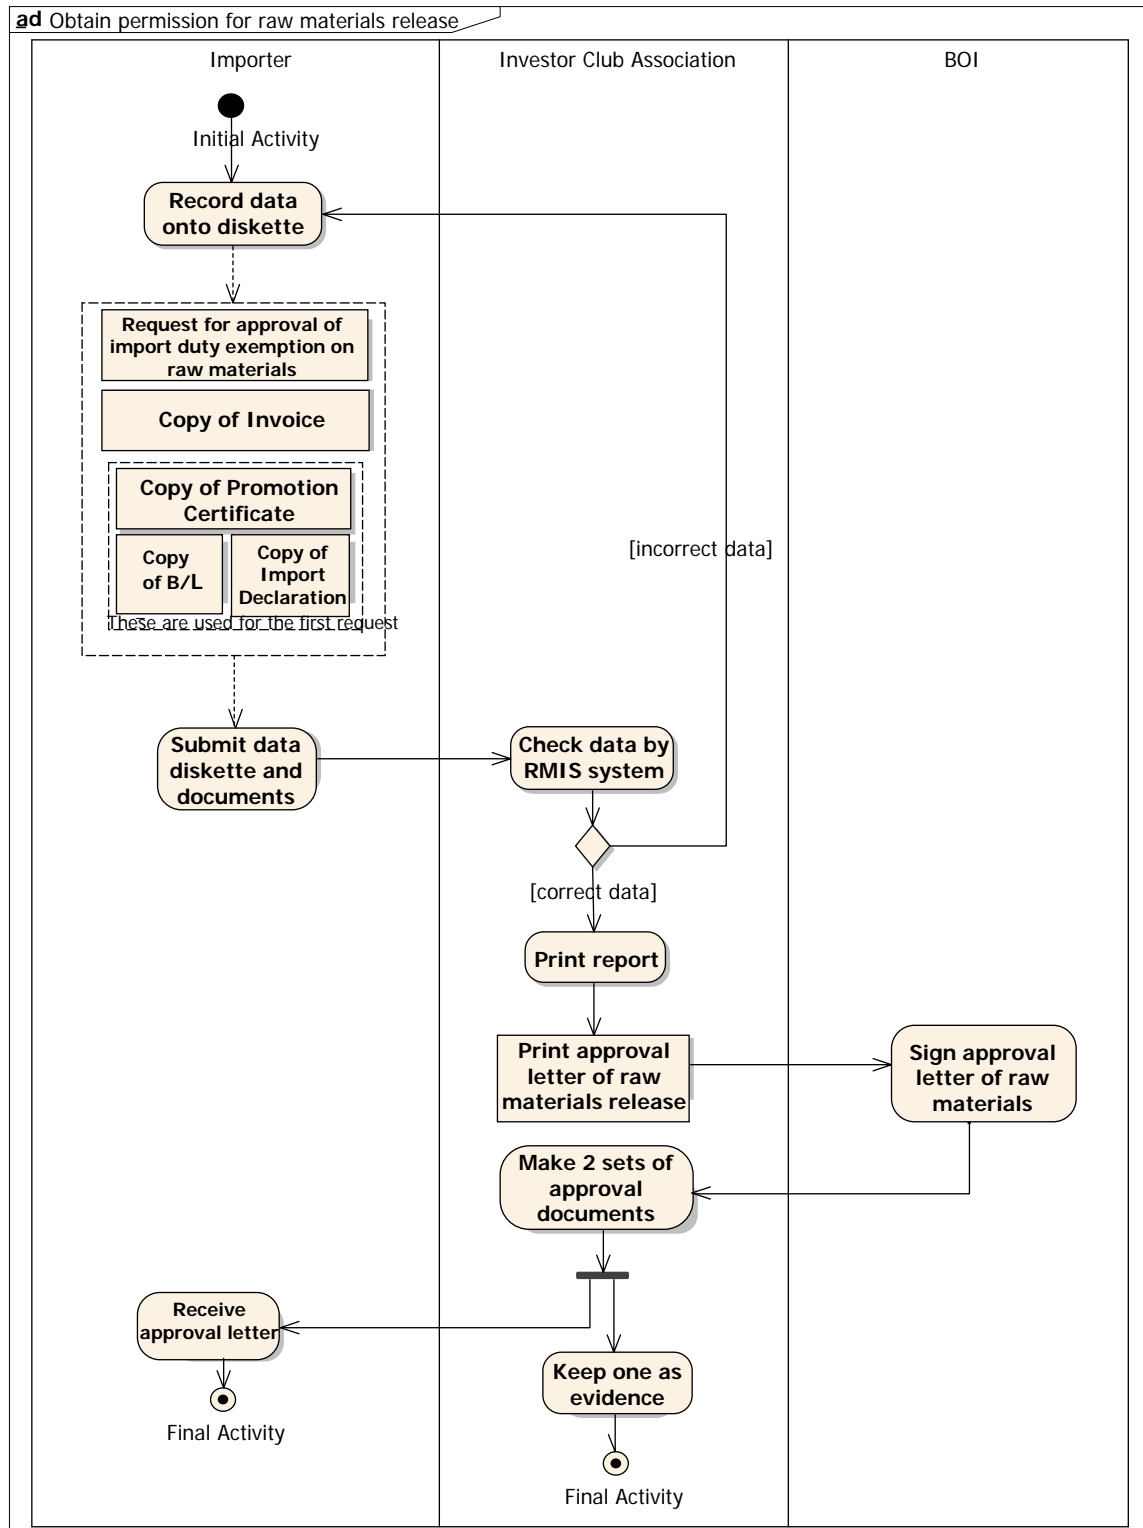 ad Obtain permission for raw materials release
Importer
Investor Club Association
BOI
Initial Activity
Record data
onto diskette
Request for approval of
import duty exemption on
raw materials
Copy of Invoice
Copy of Promotion
Certificate
Copy
of B/L
Copy of
Import
Declaration
These are used for the first request
[incorrect data]
Submit data
diskette and
documents
Check data by
RMIS system
[correct data]
Print report
Print approval
letter of raw
materials release
Sign approval
letter of raw
materials
Make 2 sets of
approval
documents
Receive
approval letter
Keep one as
evidence
Final Activity
Final Activity